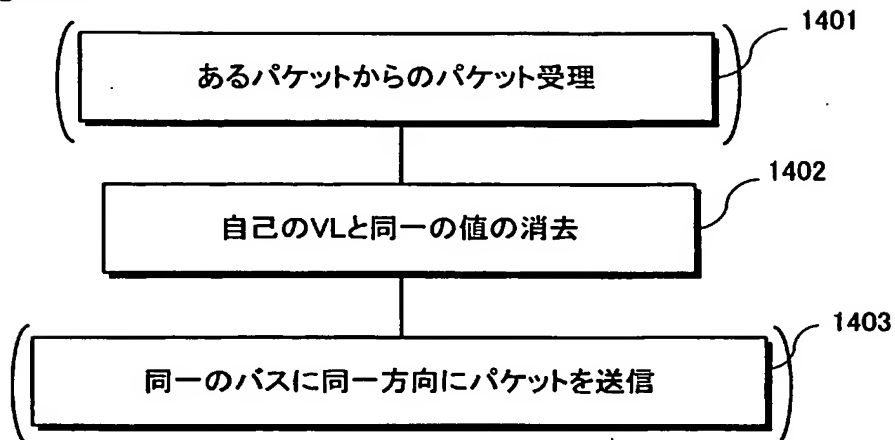 1401
あるパケットからのパケット受理
1402
自己のVLと同一の値の消去
1403
同一のバスに同一方向にパケットを送信